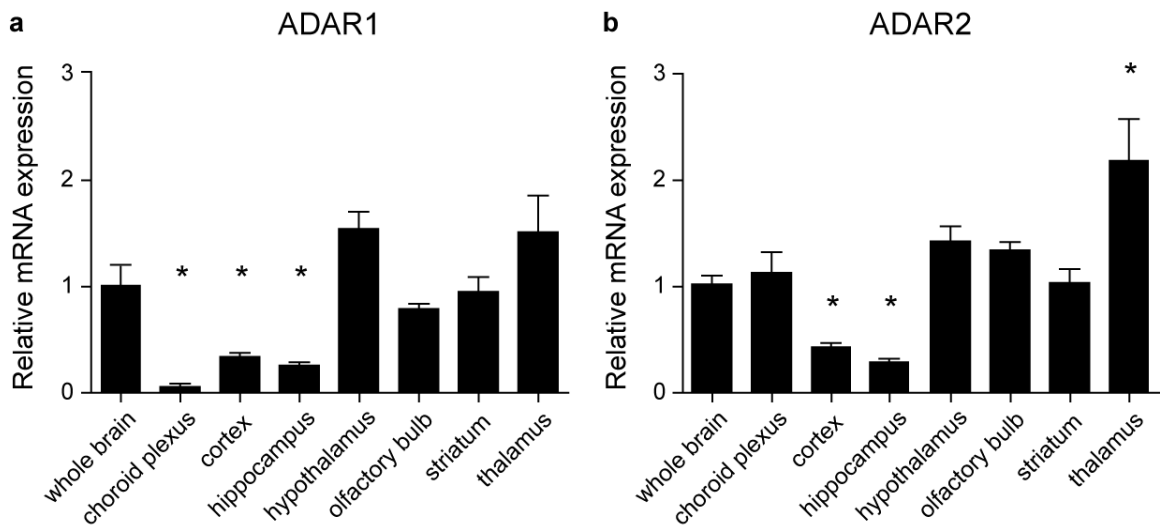 a
ADAR1
Relative mRNA expression
3
2
1
0
*
*
*
whole brain
choroid plexus
cortex
hippocampus
hypothalamus
olfactory bulb
striatum
thalamus
b
ADAR2
Relative mRNA expression
3
2
1
0
*
*
*
whole brain
choroid plexus
cortex
hippocampus
hypothalamus
olfactory bulb
striatum
thalamus